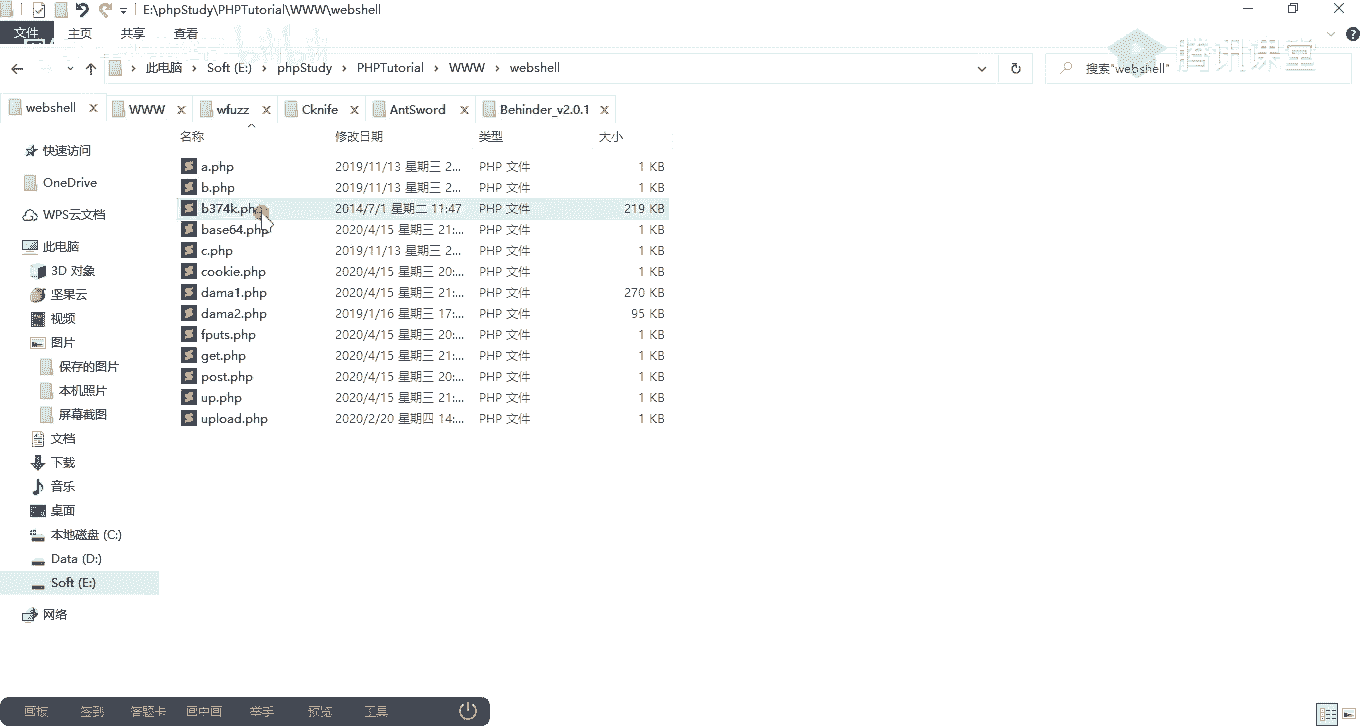 E:\phpStudy\PHPTutorial\WWW\webshell
文件 主页 共享 查看
腾讯课堂
此电脑 Soft (E:) phpStudy PHPTutorial WWW webshell
搜索"webshell"
webshell WWW wfuzz Cknife AntSword Behinder_v2.0.1
名称 修改日期 类型 大小
a.php 2019/11/13 星期三 2... PHP 文件 1 KB
b.php 2019/11/13 星期三 2... PHP 文件 1 KB
b374k.php 2014/7/1 星期二 11:47 PHP 文件 219 KB
base64.php 2020/4/15 星期三 21:... PHP 文件 1 KB
c.php 2019/11/13 星期三 2... PHP 文件 1 KB
cookie.php 2020/4/15 星期三 20:... PHP 文件 1 KB
dama1.php 2020/4/15 星期三 21:... PHP 文件 270 KB
dama2.php 2019/1/16 星期三 17:... PHP 文件 95 KB
fputs.php 2020/4/15 星期三 20:... PHP 文件 1 KB
get.php 2020/4/15 星期三 21:... PHP 文件 1 KB
post.php 2020/4/15 星期三 20:... PHP 文件 1 KB
up.php 2020/4/15 星期三 21:... PHP 文件 1 KB
upload.php 2020/2/20 星期四 14:... PHP 文件 1 KB
快速访问
OneDrive
WPS云文档
此电脑
3D 对象
坚果云
视频
图片
保存的图片
本机照片
屏幕截图
文档
下载
音乐
桌面
本地磁盘 (C:)
Data (D:)
Soft (E:)
网络
画板 签到 答题卡 画中画 举手 预览 工具